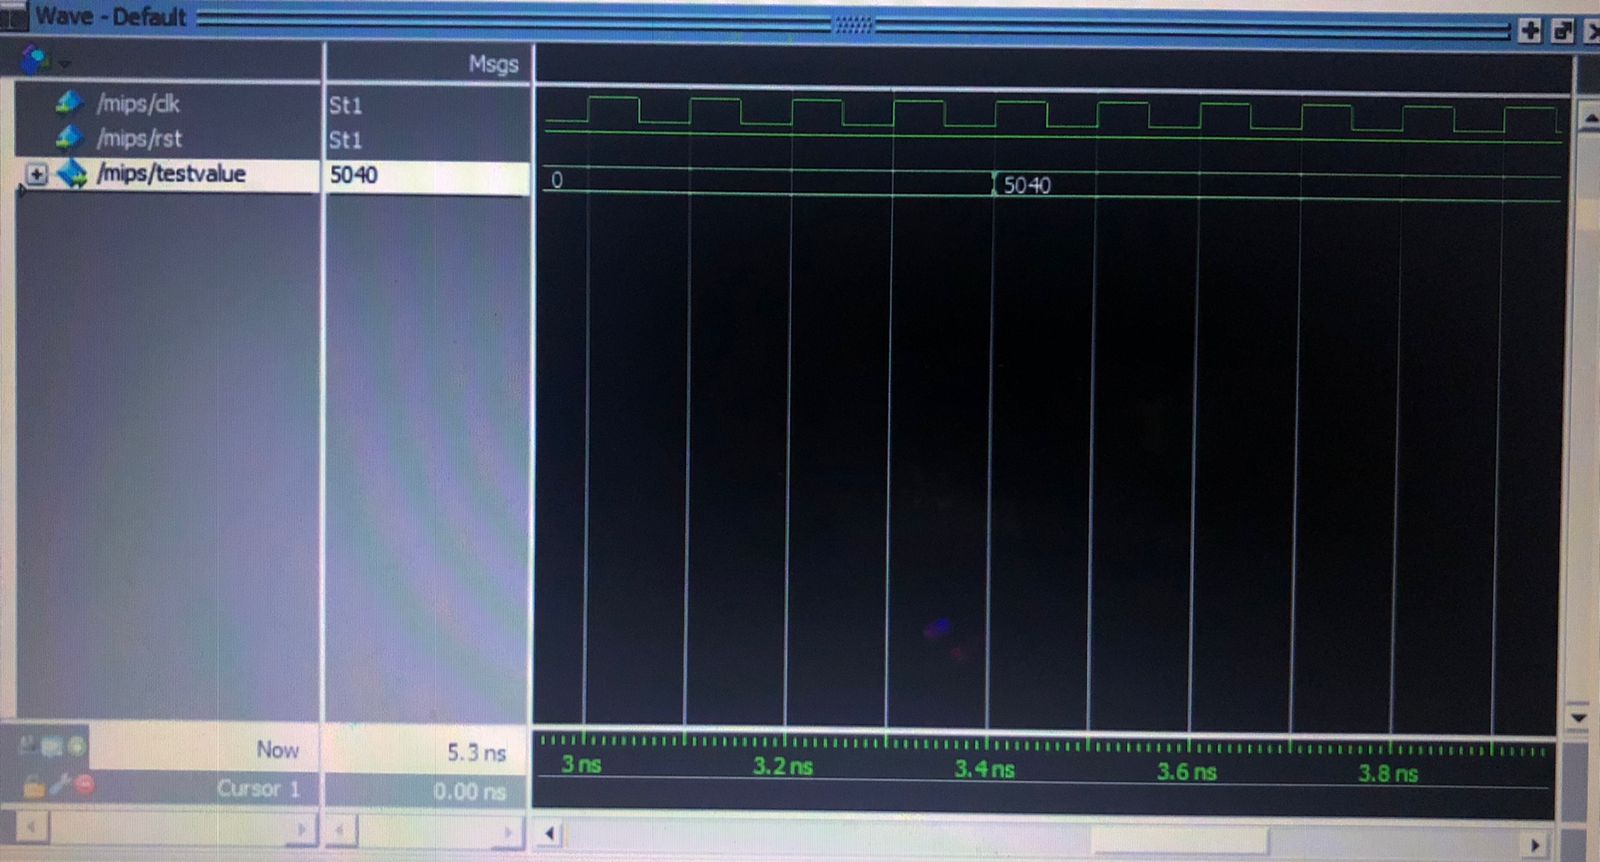 Wave - Default
Msgs
/mips/clk St1
/mips/rst St1
/mips/testvalue 5040 0 5040
Now 5.3 ns 3 ns 3.2 ns 3.4 ns 3.6 ns 3.8 ns
Cursor 1 0.00 ns